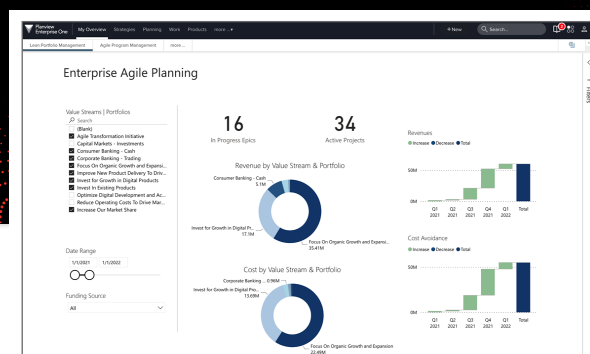 Planview
Enterprise One
My Overview Strategies Planning Work Products more ...
+ New
Search...
Lean Portfolio Management Agile Program Management more ...
Filters
Enterprise Agile Planning
Value Streams | Portfolios
Search
(Blank)
Agile Transformation Initiative
Capital Markets - Investments
Consumer Banking - Cash
Corporate Banking - Trading
Focus On Organic Growth and Expansi...
Improve New Product Delivery To Driv...
Invest for Growth in Digital Products
Invest In Existing Products
Optimize Digital Development and Ac...
Reduce Operating Costs To Drive Mar...
Increase Our Market Share
Date Range
1/1/2021 1/1/2022
Funding Source
All
16
In Progress Epics
34
Active Projects
Revenue by Value Stream & Portfolio
Consumer Banking - Cash
5.1M
Invest for Growth in Digital Pr...
17.1M
Focus On Organic Growth and Expansi...
35.41M
Cost by Value Stream & Portfolio
Corporate Banking ... 0.96M
Invest for Growth in Digital Pro...
13.69M
Focus On Organic Growth and Expansion
22.49M
Revenues
Increase Decrease Total
50M
0M
Q1 Q2 Q3 Q4 Q1 Total
2021 2021 2021 2021 2022
Cost Avoidance
Increase Decrease Total
50M
0M
Q1 Q2 Q3 Q4 Q1 Total
2021 2021 2021 2021 2022